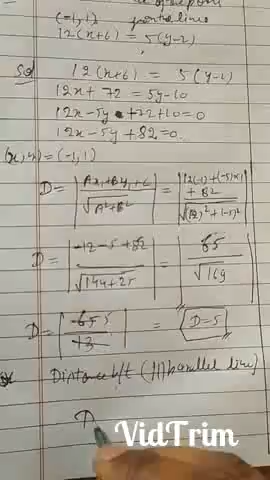 (-1, 1)
12(x+6) = 5(y-2)
Sol 12(x+6) = 5(y-2)
12x + 72 = 5y-10
12x - 5y + 72+10=0
12x - 5y + 82=0
(x, y) = (-1, 1)
D = |Ax1+By1+c / √A²+B²| = |12(-1)+(-5)×1 + 82 / √(12)²+(-5)²|
D = |-12-5+82 / √144+25| = |65 / √169|
D = |65 5 / 13| = D=5
Distance b/t (11) parallel line
D
VidTrim